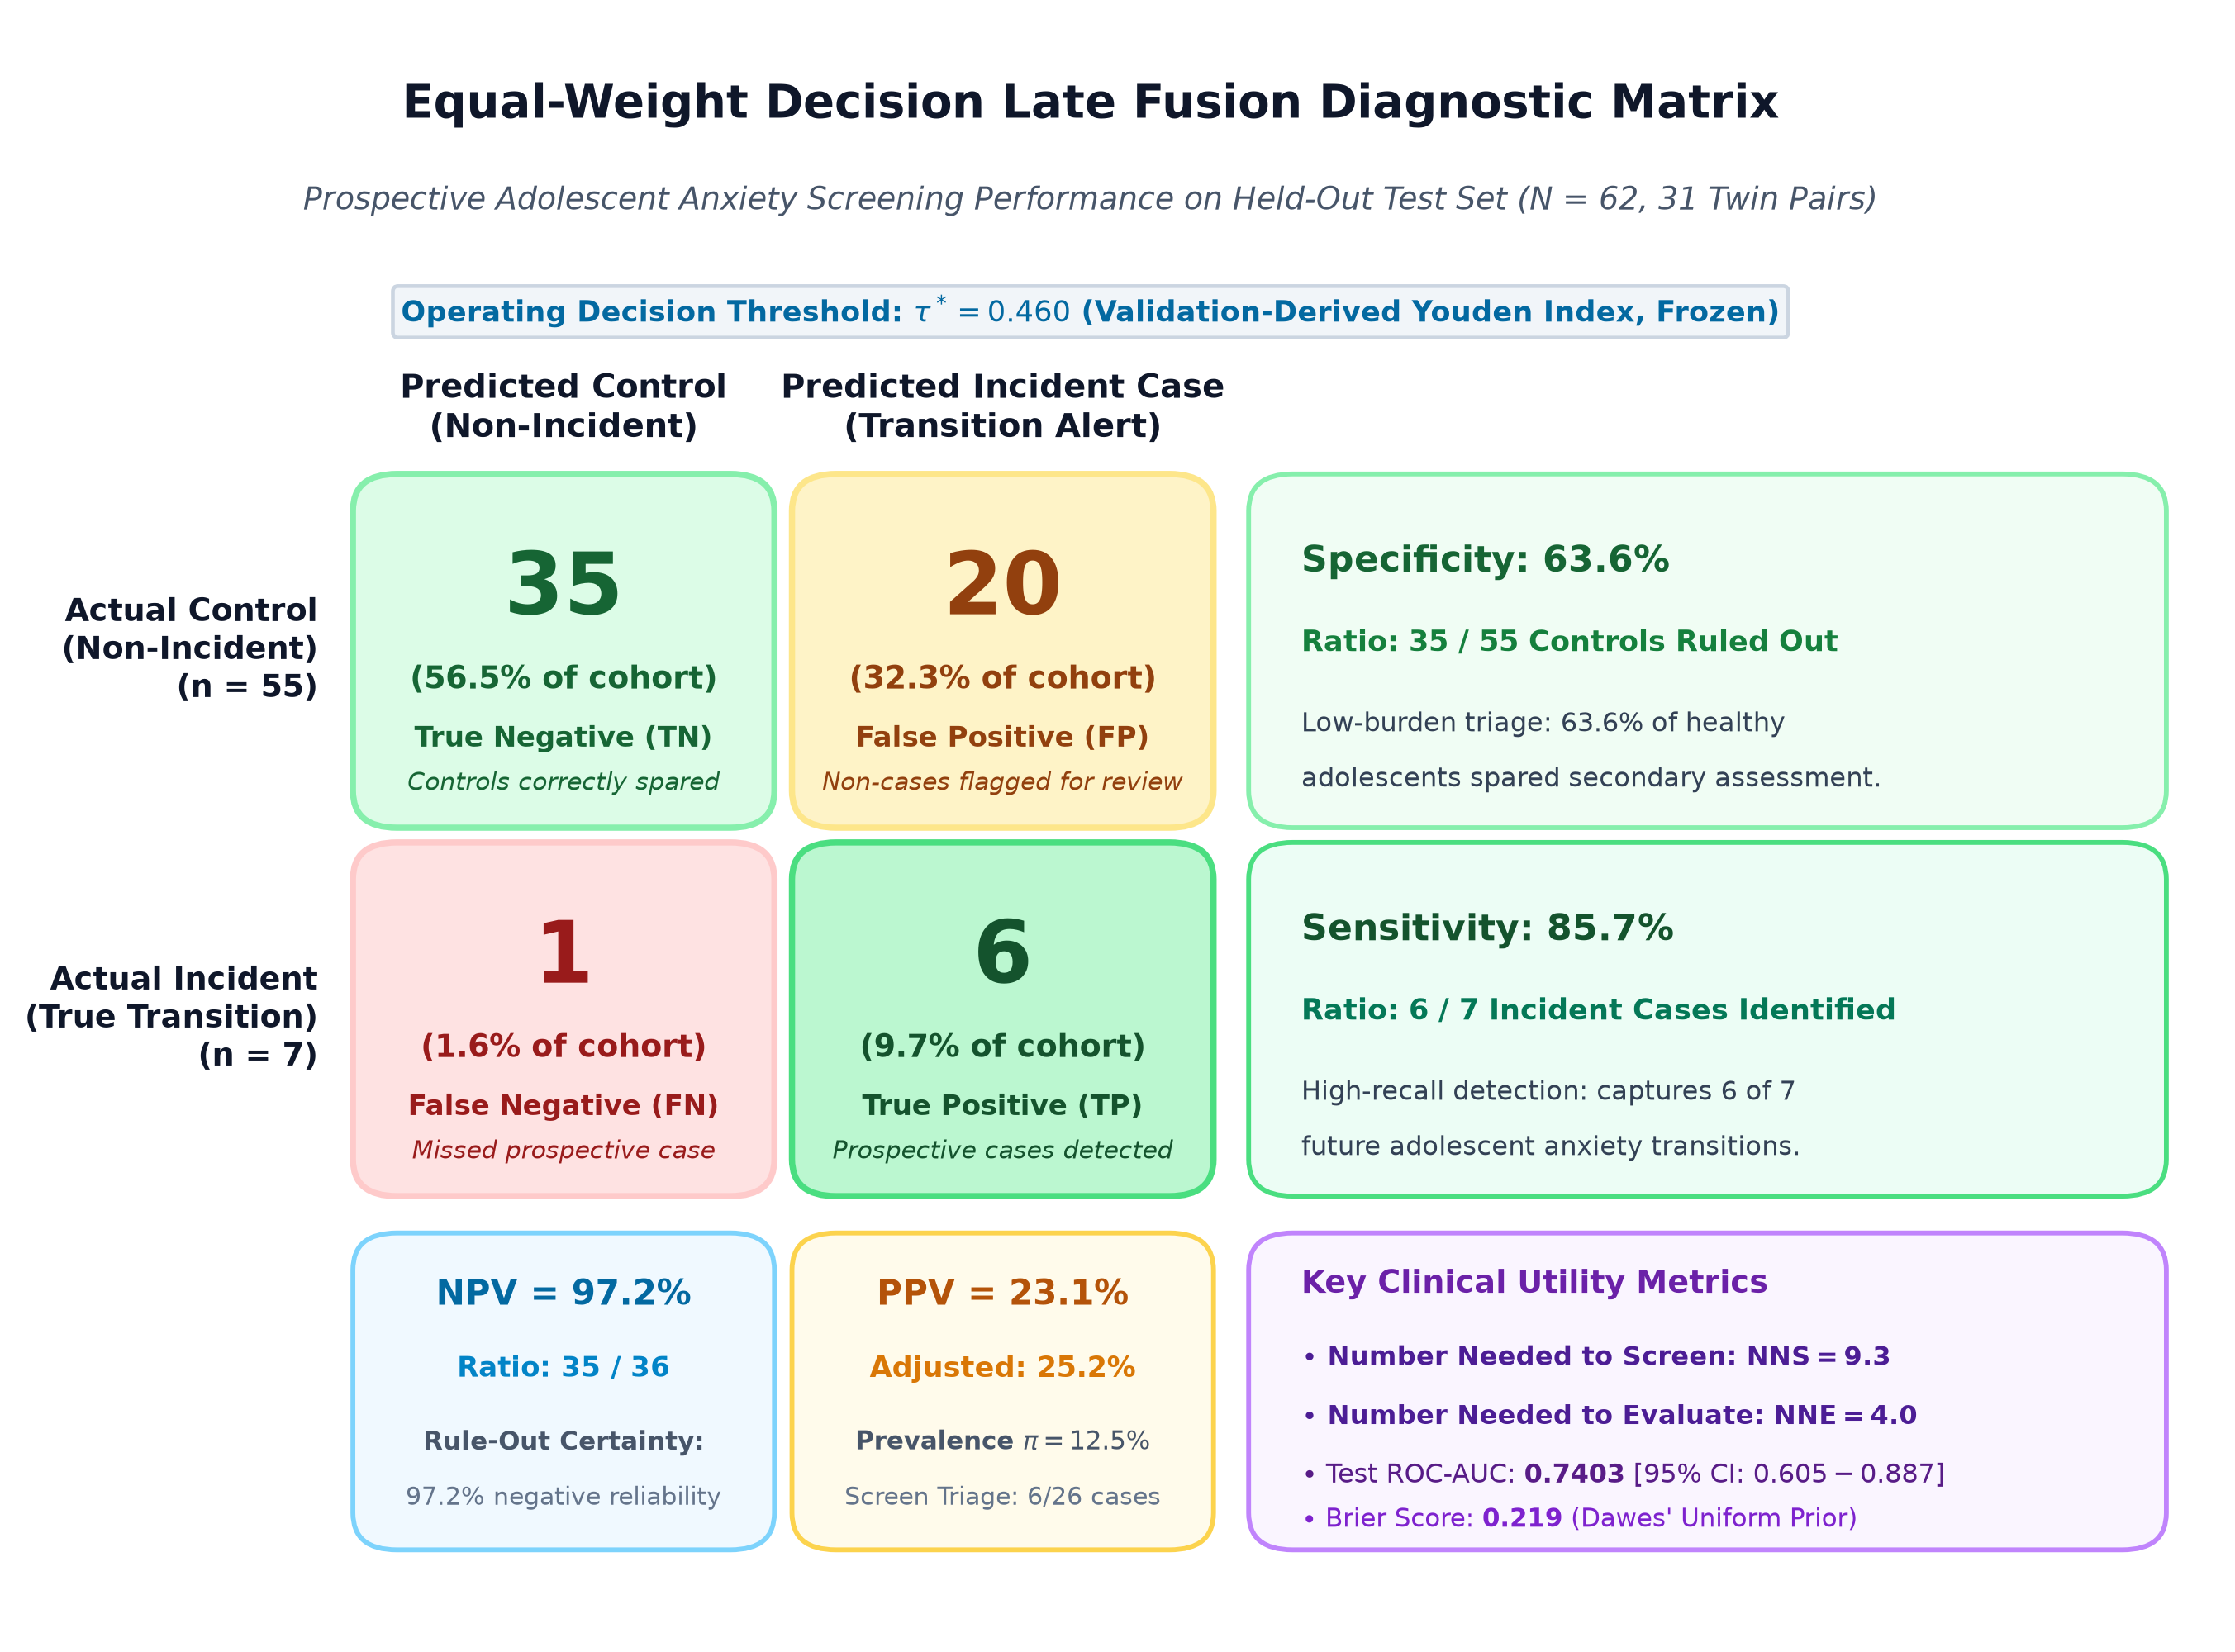 Equal-Weight Decision Late Fusion Diagnostic Matrix
Prospective Adolescent Anxiety Screening Performance on Held-Out Test Set (N = 62, 31 Twin Pairs)
Operating Decision Threshold: τ* = 0.460 (Validation-Derived Youden Index, Frozen)
Predicted Control
(Non-Incident)
Predicted Incident Case
(Transition Alert)
Actual Control
(Non-Incident)
(n = 55)
35
(56.5% of cohort)
True Negative (TN)
Controls correctly spared
20
(32.3% of cohort)
False Positive (FP)
Non-cases flagged for review
Specificity: 63.6%
Ratio: 35 / 55 Controls Ruled Out
Low-burden triage: 63.6% of healthy
adolescents spared secondary assessment.
Actual Incident
(True Transition)
(n = 7)
1
(1.6% of cohort)
False Negative (FN)
Missed prospective case
6
(9.7% of cohort)
True Positive (TP)
Prospective cases detected
Sensitivity: 85.7%
Ratio: 6 / 7 Incident Cases Identified
High-recall detection: captures 6 of 7
future adolescent anxiety transitions.
NPV = 97.2%
Ratio: 35 / 36
Rule-Out Certainty:
97.2% negative reliability
PPV = 23.1%
Adjusted: 25.2%
Prevalence π = 12.5%
Screen Triage: 6/26 cases
Key Clinical Utility Metrics
• Number Needed to Screen: NNS = 9.3
• Number Needed to Evaluate: NNE = 4.0
• Test ROC-AUC: 0.7403 [95% CI: 0.605 − 0.887]
• Brier Score: 0.219 (Dawes' Uniform Prior)